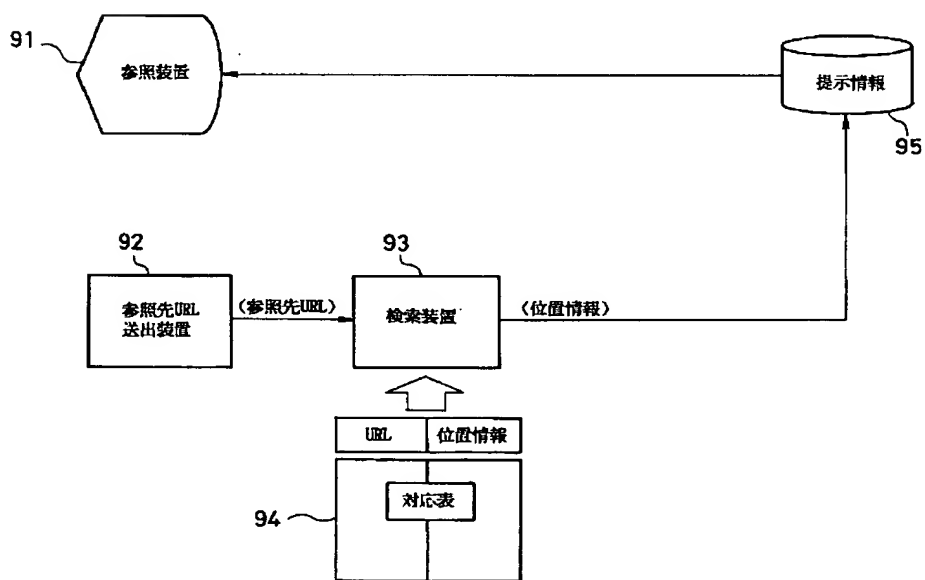 91
参照装置
提示情報
95
92
93
参照先URL
送出装置
(参照先URL)
検索装置
(位置情報)
URL
位置情報
対応表
94